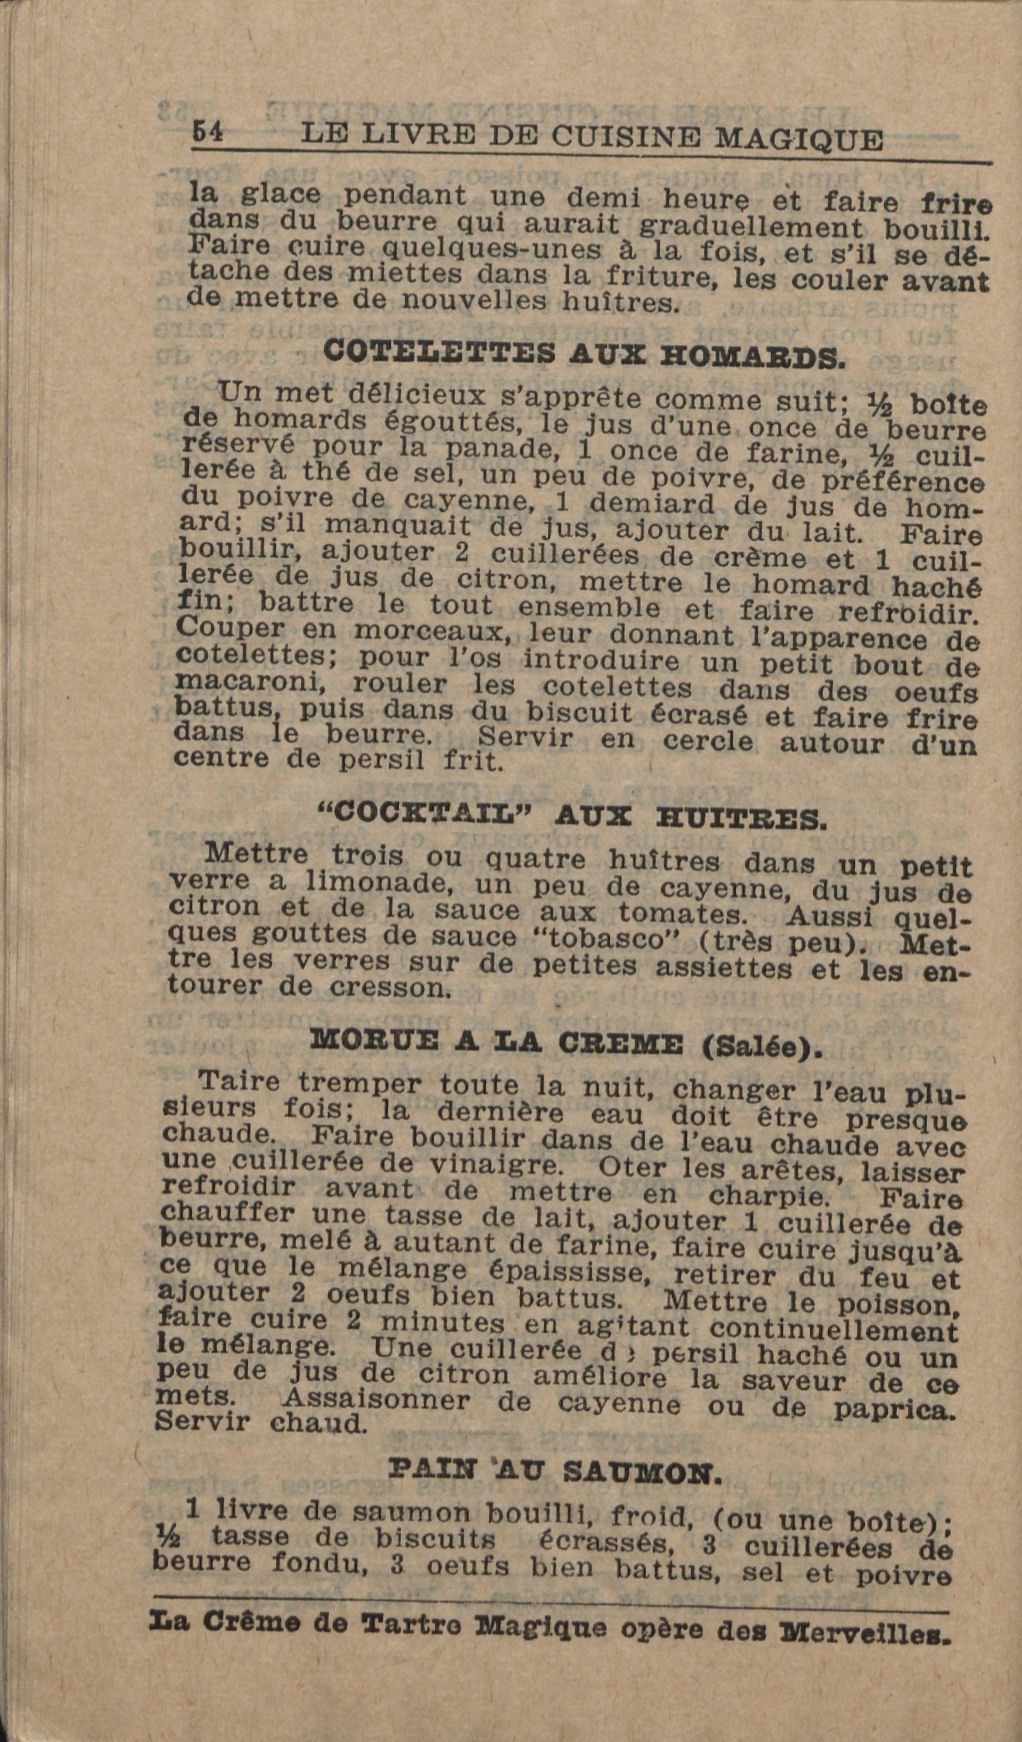 54 LE LIVRE DE CUISINE MAGIQUE
la glace pendant une demi heure et faire frire
dans du beurre qui aurait graduellement bouilli.
Faire cuire quelques-unes à la fois, et s'il se dé-
tache des miettes dans la friture, les couler avant
de mettre de nouvelles huîtres.
COTELETTES AUX HOMARDS.
Un met délicieux s'apprête comme suit; ½ boîte
de homards égouttés, le jus d'une once de beurre
réservé pour la panade, 1 once de farine, ½ cuil-
lerée à thé de sel, un peu de poivre, de préférence
du poivre de cayenne, 1 demiard de jus de hom-
ard; s'il manquait de jus, ajouter du lait. Faire
bouillir, ajouter 2 cuillerées de crème et 1 cuil-
lerée de jus de citron, mettre le homard haché
fin; battre le tout ensemble et faire refroidir.
Couper en morceaux, leur donnant l'apparence de
cotelettes; pour l'os introduire un petit bout de
macaroni, rouler les cotelettes dans des oeufs
battus, puis dans du biscuit écrasé et faire frire
dans le beurre. Servir en cercle autour d'un
centre de persil frit.
"COCKTAIL" AUX HUITRES.
Mettre trois ou quatre huîtres dans un petit
verre a limonade, un peu de cayenne, du jus de
citron et de la sauce aux tomates. Aussi quel-
ques gouttes de sauce "tobasco" (très peu). Met-
tre les verres sur de petites assiettes et les en-
tourer de cresson.
MORUE A LA CREME (Salée).
Taire tremper toute la nuit, changer l'eau plu-
sieurs fois; la dernière eau doit être presque
chaude. Faire bouillir dans de l'eau chaude avec
une cuillerée de vinaigre. Oter les arêtes, laisser
refroidir avant de mettre en charpie. Faire
chauffer une tasse de lait, ajouter 1 cuillerée de
beurre, melé à autant de farine, faire cuire jusqu'à
ce que le mélange épaississe, retirer du feu et
ajouter 2 oeufs bien battus. Mettre le poisson,
faire cuire 2 minutes en agitant continuellement
le mélange. Une cuillerée de persil haché ou un
peu de jus de citron améliore la saveur de ce
mets. Assaisonner de cayenne ou de paprica.
Servir chaud.
PAIN AU SAUMON.
1 livre de saumon bouilli, froid, (ou une boîte);
½ tasse de biscuits écrassés, 3 cuillerées de
beurre fondu, 3 oeufs bien battus, sel et poivre
La Crême de Tartre Magique opère des Merveilles.